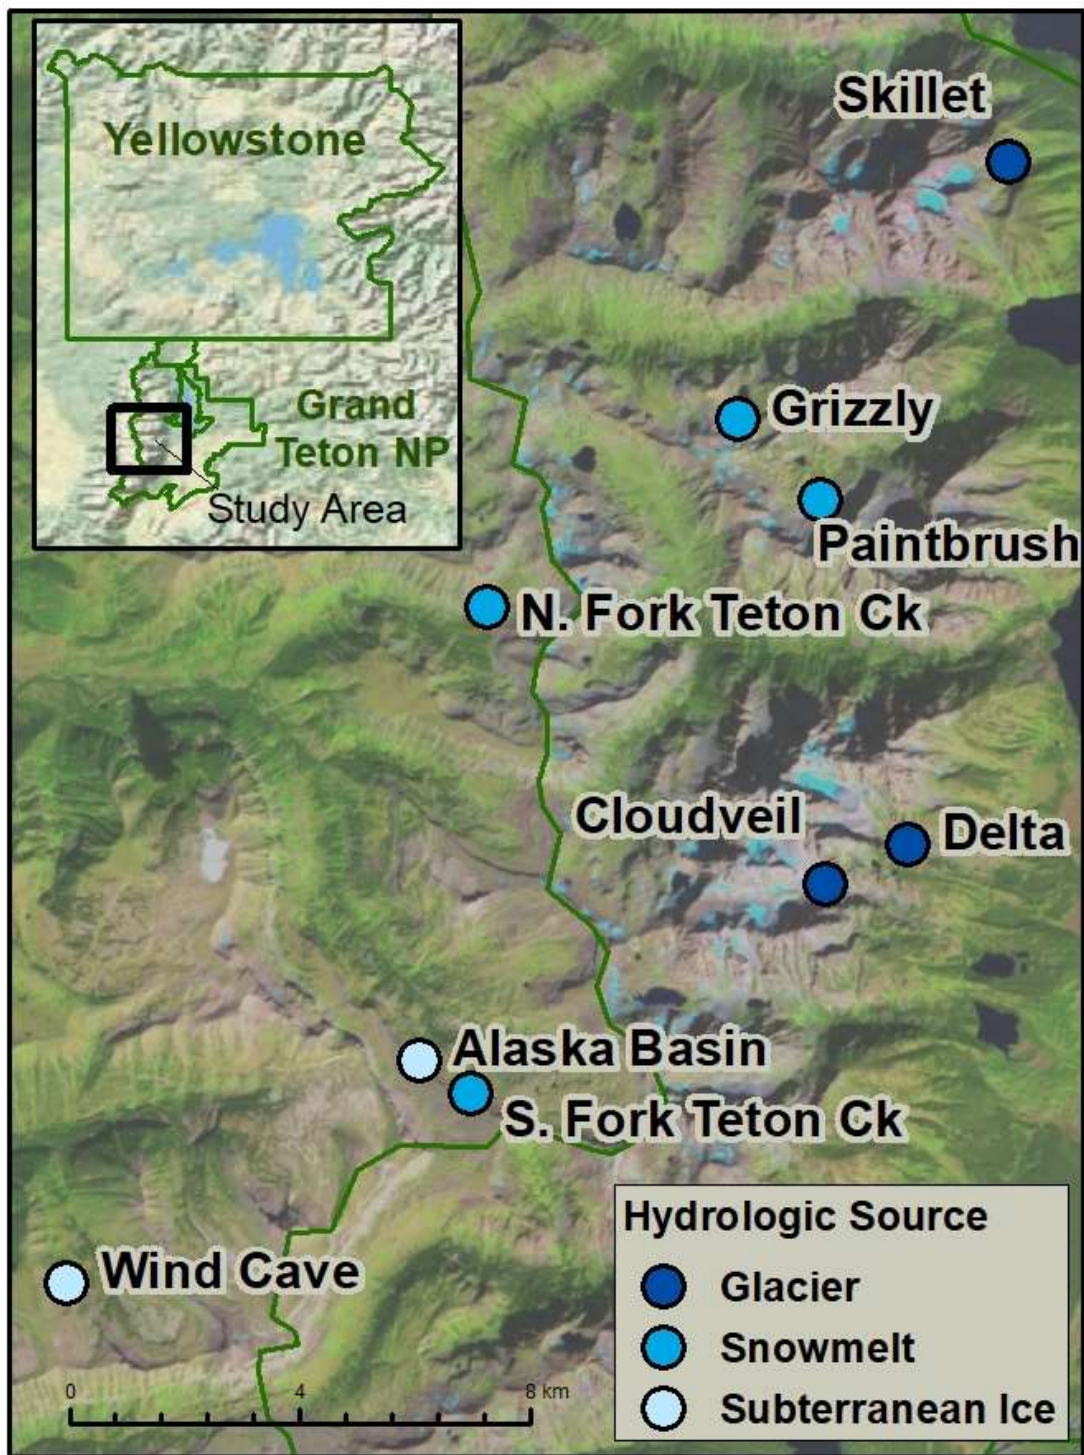 Yellowstone
Grand
Teton NP
Study Area
Skillet
Grizzly
Paintbrush
N. Fork Teton Ck
Cloudveil
Delta
Alaska Basin
S. Fork Teton Ck
Wind Cave
0 4 8 km
Hydrologic Source
Glacier
Snowmelt
Subterranean Ice